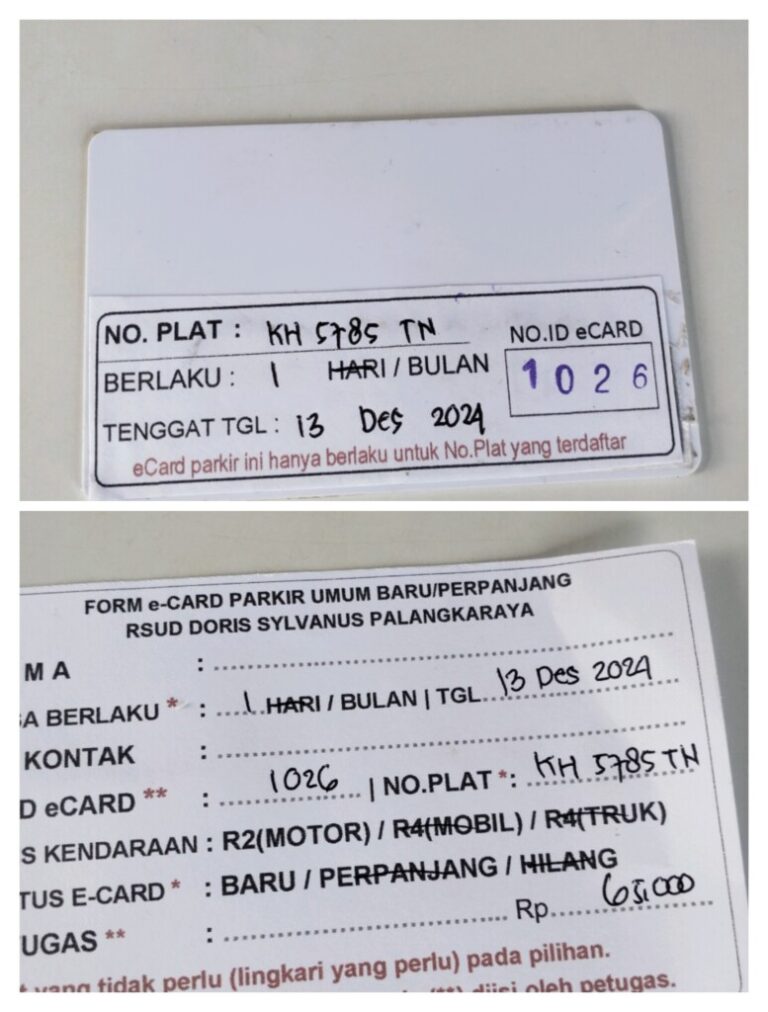 NO. PLAT : KH 5785 TN
NO.ID eCARD
BERLAKU : 1 HARI / BULAN
1026
TENGGAT TGL : 13 Des 2024
eCard parkir ini hanya berlaku untuk No.Plat yang terdaftar
FORM e-CARD PARKIR UMUM BARU/PERPANJANG
RSUD DORIS SYLVANUS PALANGKARAYA
M A :
A BERLAKU * : 1 HARI / BULAN | TGL. 13 Des 2024
KONTAK :
D eCARD ** : 1026 | NO.PLAT *: KH 5785 TN
S KENDARAAN : R2(MOTOR) / R4(MOBIL) / R4(TRUK)
TUS E-CARD * : BARU / PERPANJANG / HILANG
UGAS ** : Rp. 65.000
yang tidak perlu (lingkari yang perlu) pada pilihan.
(**) diisi oleh petugas.